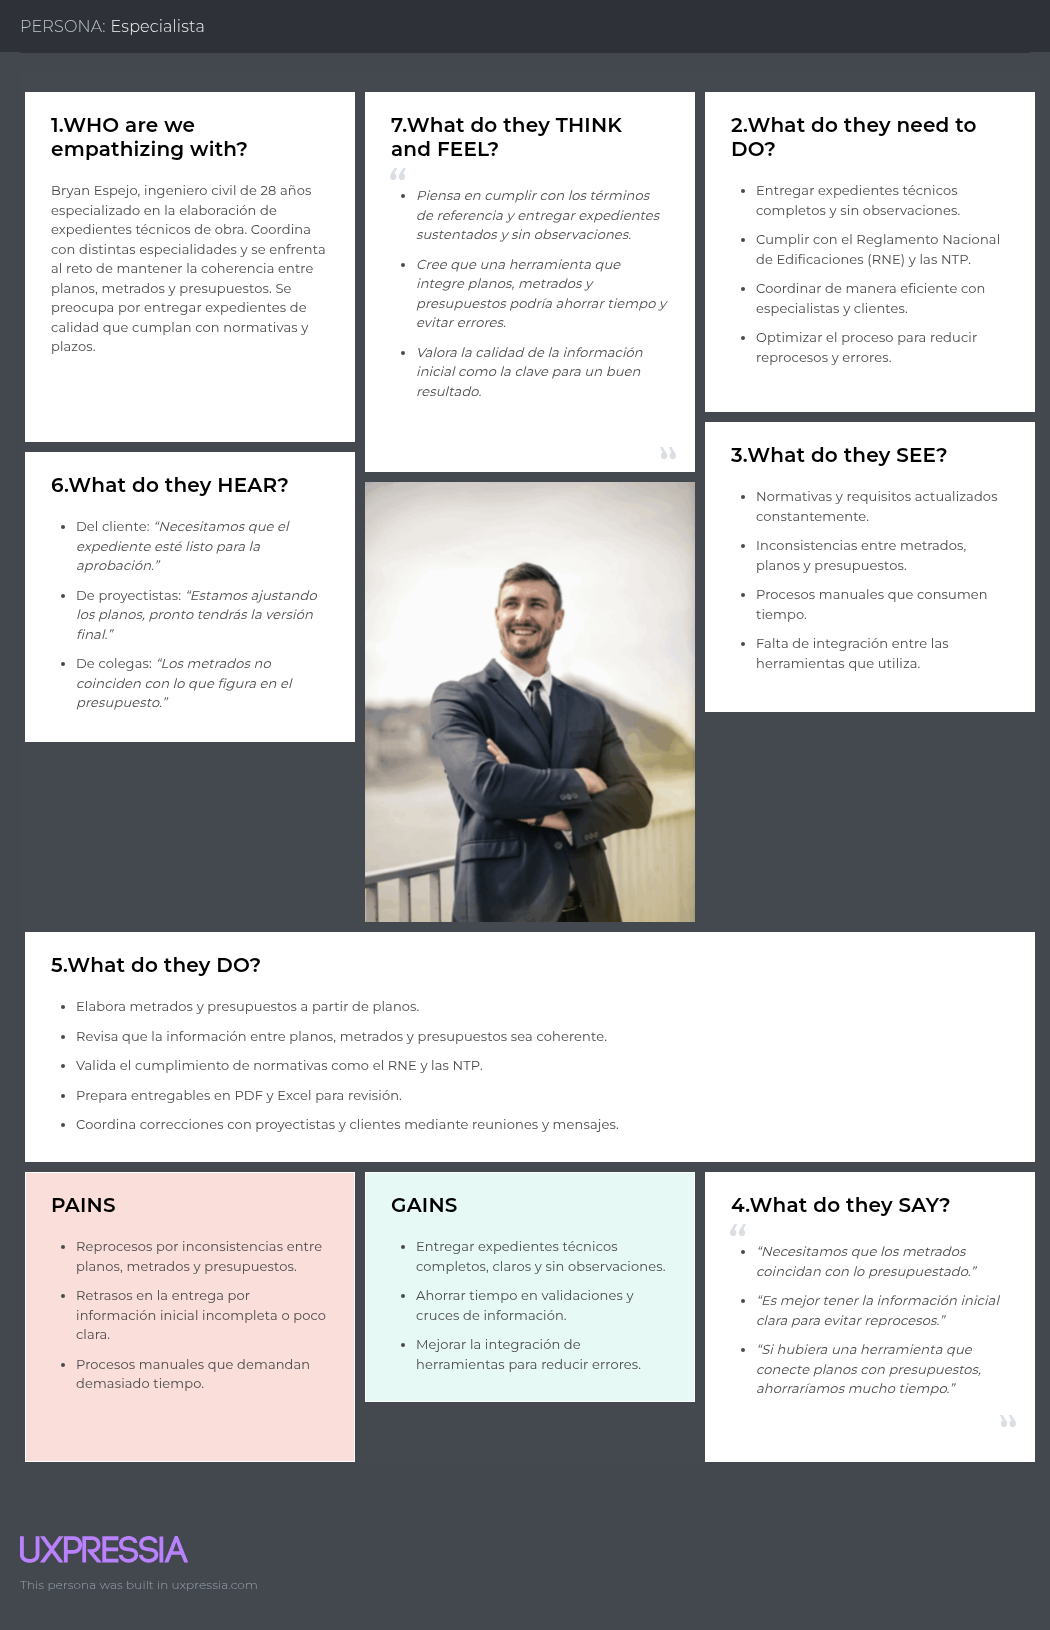 PERSONA: Especialista
1.WHO are we
empathizing with?
Bryan Espejo, ingeniero civil de 28 años
especializado en la elaboración de
expedientes técnicos de obra. Coordina
con distintas especialidades y se enfrenta
al reto de mantener la coherencia entre
planos, metrados y presupuestos. Se
preocupa por entregar expedientes de
calidad que cumplan con normativas y
plazos.
7.What do they THINK
and FEEL?
“
• Piensa en cumplir con los términos
de referencia y entregar expedientes
sustentados y sin observaciones.
• Cree que una herramienta que
integre planos, metrados y
presupuestos podría ahorrar tiempo y
evitar errores.
• Valora la calidad de la información
inicial como la clave para un buen
resultado.
”
2.What do they need to
DO?
• Entregar expedientes técnicos
completos y sin observaciones.
• Cumplir con el Reglamento Nacional
de Edificaciones (RNE) y las NTP.
• Coordinar de manera eficiente con
especialistas y clientes.
• Optimizar el proceso para reducir
reprocesos y errores.
6.What do they HEAR?
• Del cliente: “Necesitamos que el
expediente esté listo para la
aprobación.”
• De proyectistas: “Estamos ajustando
los planos, pronto tendrás la versión
final.”
• De colegas: “Los metrados no
coinciden con lo que figura en el
presupuesto.”
3.What do they SEE?
• Normativas y requisitos actualizados
constantemente.
• Inconsistencias entre metrados,
planos y presupuestos.
• Procesos manuales que consumen
tiempo.
• Falta de integración entre las
herramientas que utiliza.
5.What do they DO?
• Elabora metrados y presupuestos a partir de planos.
• Revisa que la información entre planos, metrados y presupuestos sea coherente.
• Valida el cumplimiento de normativas como el RNE y las NTP.
• Prepara entregables en PDF y Excel para revisión.
• Coordina correcciones con proyectistas y clientes mediante reuniones y mensajes.
PAINS
• Reprocesos por inconsistencias entre
planos, metrados y presupuestos.
• Retrasos en la entrega por
información inicial incompleta o poco
clara.
• Procesos manuales que demandan
demasiado tiempo.
GAINS
• Entregar expedientes técnicos
completos, claros y sin observaciones.
• Ahorrar tiempo en validaciones y
cruces de información.
• Mejorar la integración de
herramientas para reducir errores.
4.What do they SAY?
“
• “Necesitamos que los metrados
coincidan con lo presupuestado.”
• “Es mejor tener la información inicial
clara para evitar reprocesos.”
• “Si hubiera una herramienta que
conecte planos con presupuestos,
ahorraríamos mucho tiempo.”
”
UXPRESSIA
This persona was built in uxpressia.com